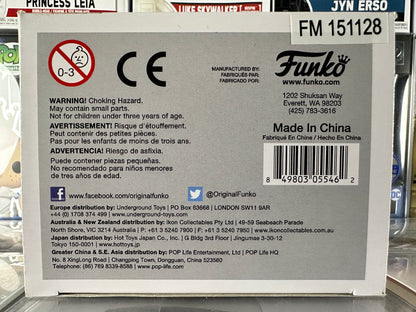 PRINCESS LEIA
LUKE SKYWALKER
JYN ERSO
FM 151128
0-3
CE
MANUFACTURED BY:
FABRIQUÉ PAR:
FABRICADO POR:
Funko
www.funko.com
1202 Shuksan Way
Everett, WA 98203
(425) 783-3616
WARNING! Choking Hazard.
May contain small parts.
Not for children under three years of age.
AVERTISSEMENT! Risque d'étouffement.
Peut contenir des petites pièces.
Pas pour les enfants de moins de trois ans.
ADVERTENCIA! Riesgo de asfixia.
Puede contener piezas pequeñas.
No recomendado para niños menores
de tres años de edad.
Made In China
Fabriqué En Chine / Hecho En China
8 49803 05546 2
www.facebook.com/originalfunko
@OriginalFunko
Europe distribution by: Underground Toys | PO Box 63668 | LONDON SW11 9AR
+44 (0) 1708 374 499 | www.underground-toys.com
Australia & New Zealand distribution by: Ikon Collectables Pty Ltd | 49-59 Seabeach Parade
North Shore, VIC 3214 Australia | P: +61 3 5240 7900 | F: +61 3 5240 7950 | www.ikoncollectables.com
Japan distribution by: Hot Toys Japan Co., Inc. | G Bldg 3rd Floor | Jingumae 3-30-12
Tokyo 150-0001 | www.hottoys.jp
Greater China & S.E. Asia distribution by: POP Life Entertainment, Ltd | POP Life HQ
No. 8 XingLong Road | Changping Town, Dongguan, China 523560
Telephone: (86) 769 8339-8588 | www.pop-life.com